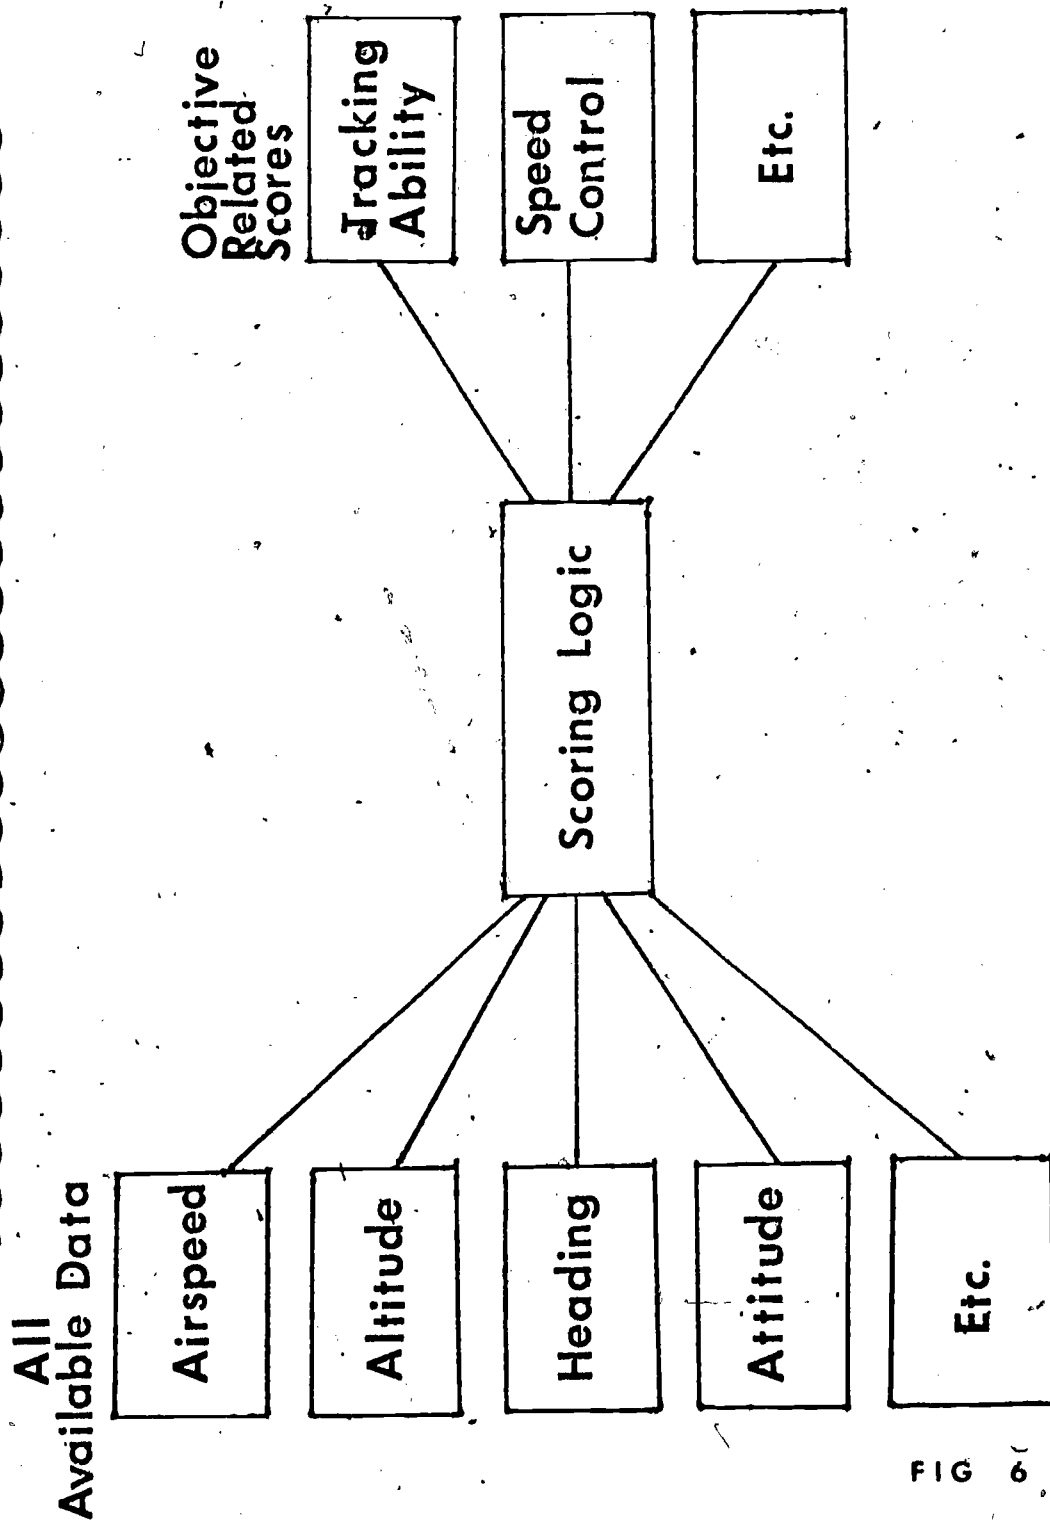 All
Available Data
Airspeed
Altitude
Heading
Attitude
Etc.
Scoring Logic
Objective
Related
Scores
Tracking
Ability
Speed
Control
Etc.
FIG 6